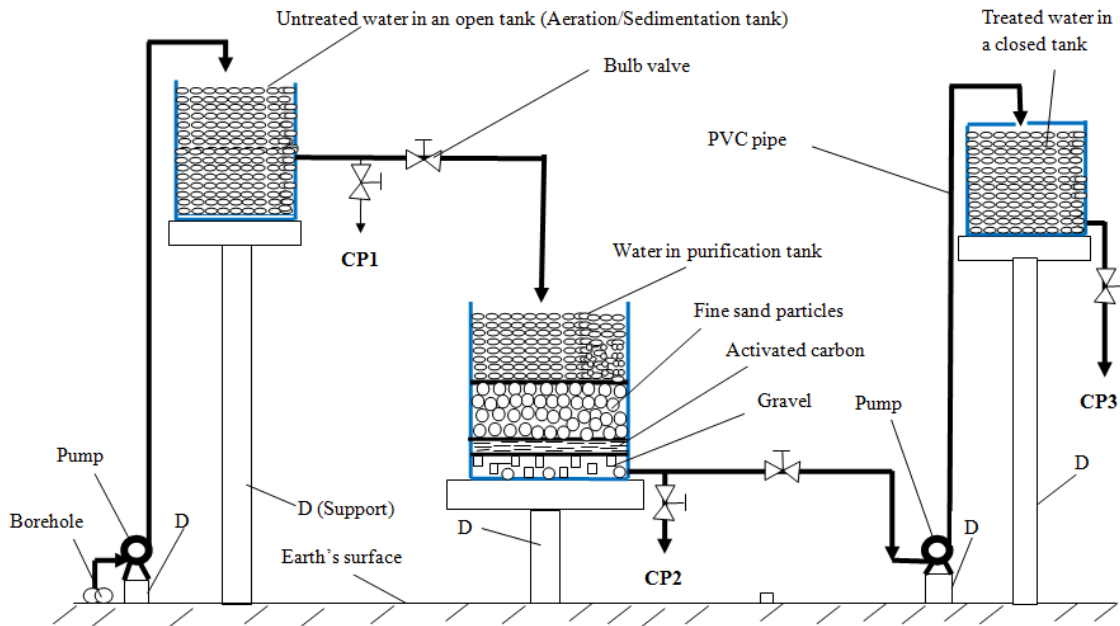 Untreated water in an open tank (Aeration/Sedimentation tank)
Treated water in
a closed tank
Bulb valve
PVC pipe
CP1
Water in purification tank
Fine sand particles
Activated carbon
Gravel
Pump
CP3
Pump
D (Support)
D
Borehole
D
D
D
Earth's surface
CP2